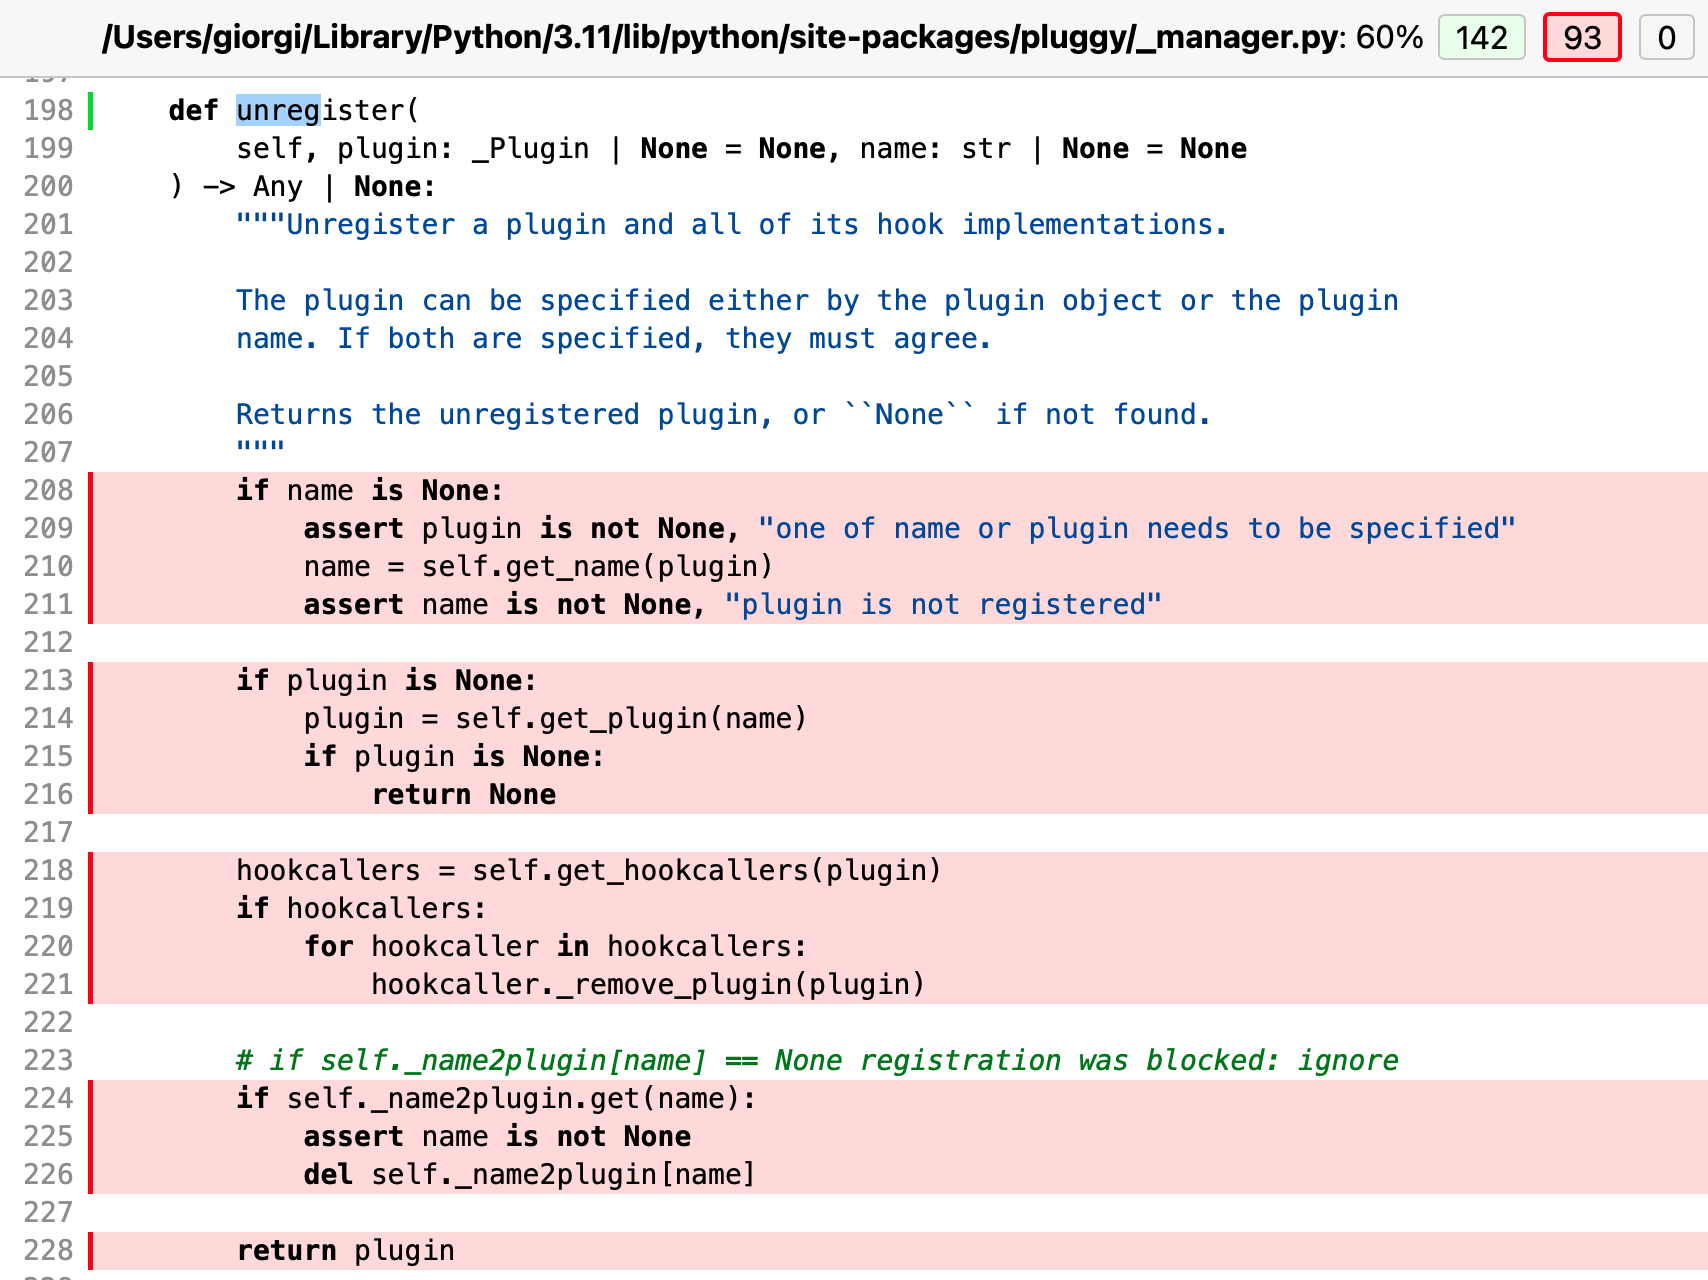 /Users/giorgi/Library/Python/3.11/lib/python/site-packages/pluggy/_manager.py: 60% 142 93 0
198     def unregister(
199         self, plugin: _Plugin | None = None, name: str | None = None
200     ) -> Any | None:
201         """Unregister a plugin and all of its hook implementations.
202
203         The plugin can be specified either by the plugin object or the plugin
204         name. If both are specified, they must agree.
205
206         Returns the unregistered plugin, or ``None`` if not found.
207         """
208         if name is None:
209             assert plugin is not None, "one of name or plugin needs to be specified"
210             name = self.get_name(plugin)
211             assert name is not None, "plugin is not registered"
212
213         if plugin is None:
214             plugin = self.get_plugin(name)
215             if plugin is None:
216                 return None
217
218         hookcallers = self.get_hookcallers(plugin)
219         if hookcallers:
220             for hookcaller in hookcallers:
221                 hookcaller._remove_plugin(plugin)
222
223         # if self._name2plugin[name] == None registration was blocked: ignore
224         if self._name2plugin.get(name):
225             assert name is not None
226             del self._name2plugin[name]
227
228         return plugin